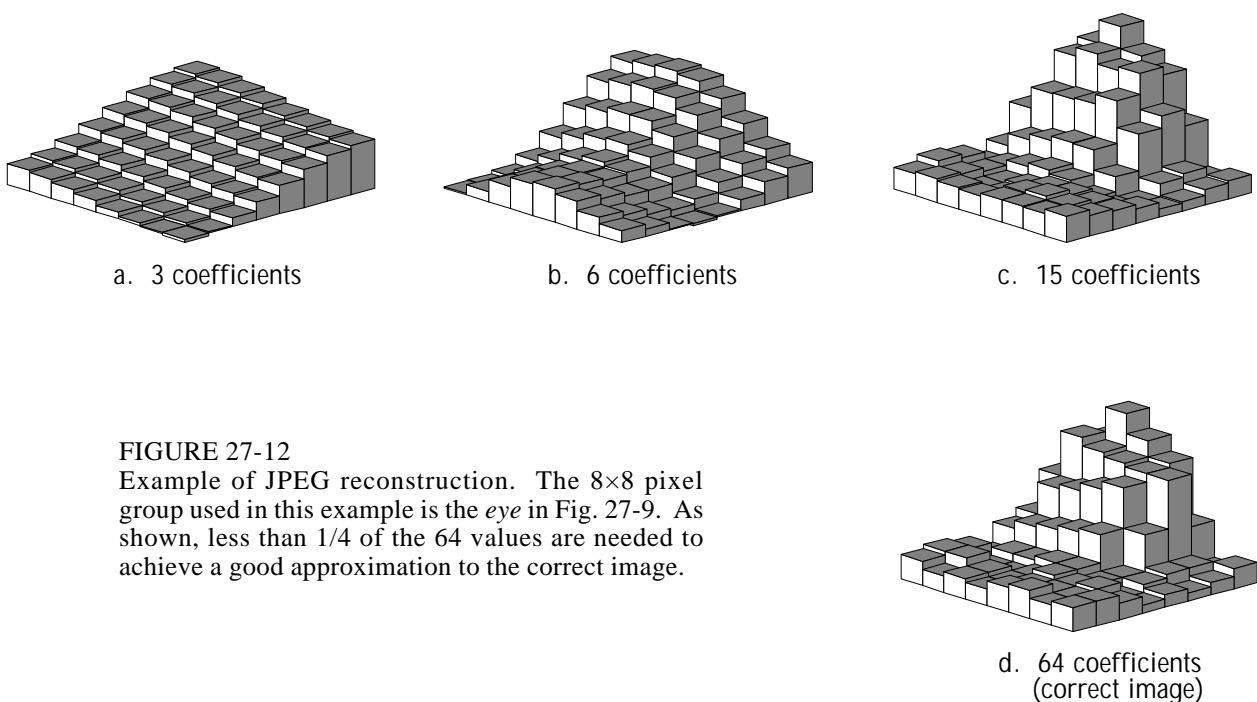 a. 3 coefficients
b. 6 coefficients
c. 15 coefficients
FIGURE 27-12
Example of JPEG reconstruction. The 8×8 pixel
group used in this example is the eye in Fig. 27-9. As
shown, less than 1/4 of the 64 values are needed to
achieve a good approximation to the correct image.
d. 64 coefficients
(correct image)